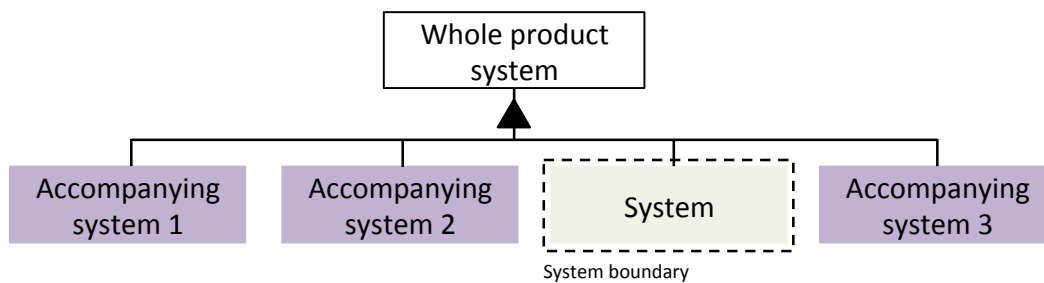 Whole product
system
Accompanying
system 1
Accompanying
system 2
System
Accompanying
system 3
System boundary